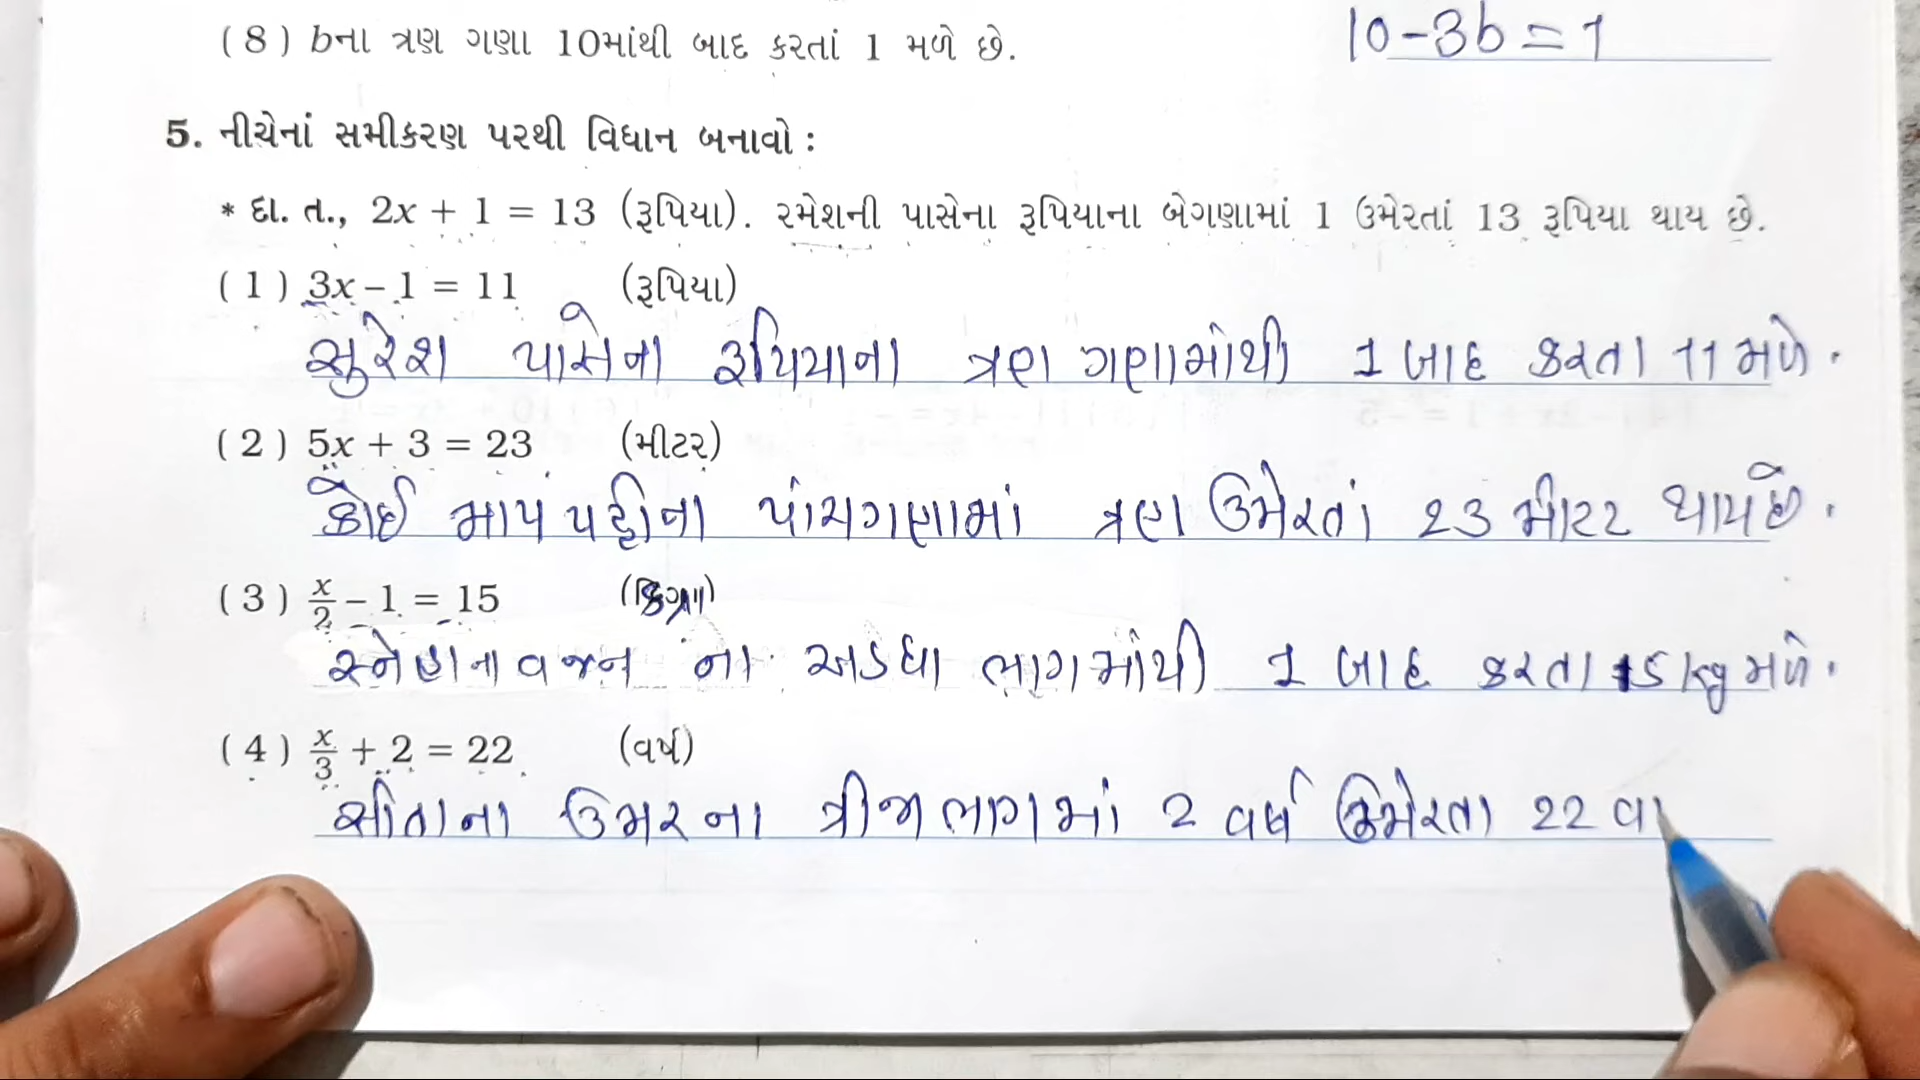 (8) bના ત્રણ ગણા 10માંથી બાદ કરતાં 1 મળે છે. 10-3b=1
5. નીચેનાં સમીકરણ પરથી વિધાન બનાવો :
* દા. ત., 2x + 1 = 13 (રૂપિયા). રમેશની પાસેના રૂપિયાના બેગણામાં 1 ઉમેરતાં 13 રૂપિયા થાય છે.
(1) 3x – 1 = 11 (રૂપિયા)
સુરેશ પાસેના રૂપિયાના ત્રણ ગણામાંથી 1 બાદ કરતા 11 મળે.
(2) 5x + 3 = 23 (મીટર)
કોઈ માપ પટ્ટીના પાંચગણામાં ત્રણ ઉમેરતાં 23 મીટર થાય છે.
(3) x/2 – 1 = 15 (કિગ્રા)
સ્નેહાના વજન ના અડધા ભાગમાંથી 1 બાદ કરતા 15 kg મળે.
(4) x/3 + 2 = 22 (વર્ષ)
સીતાના ઉમરના ત્રીજા ભાગમાં 2 વર્ષ ઉમેરતા 22 વ